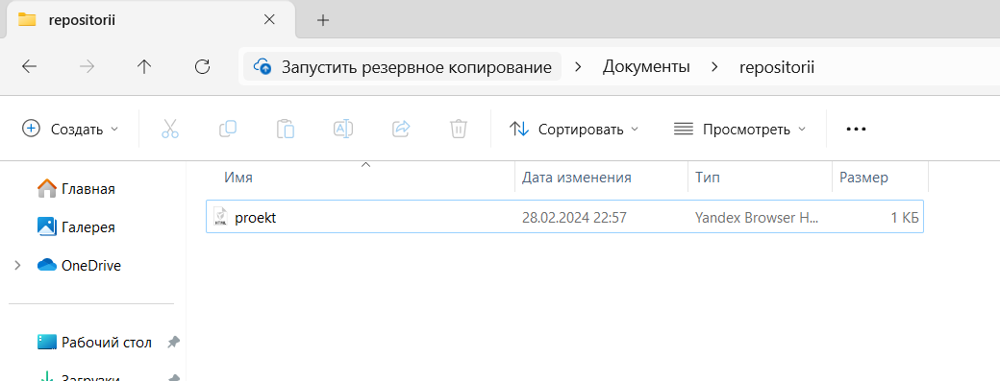 repositorii
Запустить резервное копирование > Документы > repositorii
Создать Сортировать Просмотреть
Имя Дата изменения Тип Размер
Главная
proekt 28.02.2024 22:57 Yandex Browser H... 1 КБ
Галерея
OneDrive
Рабочий стол
Загрузки